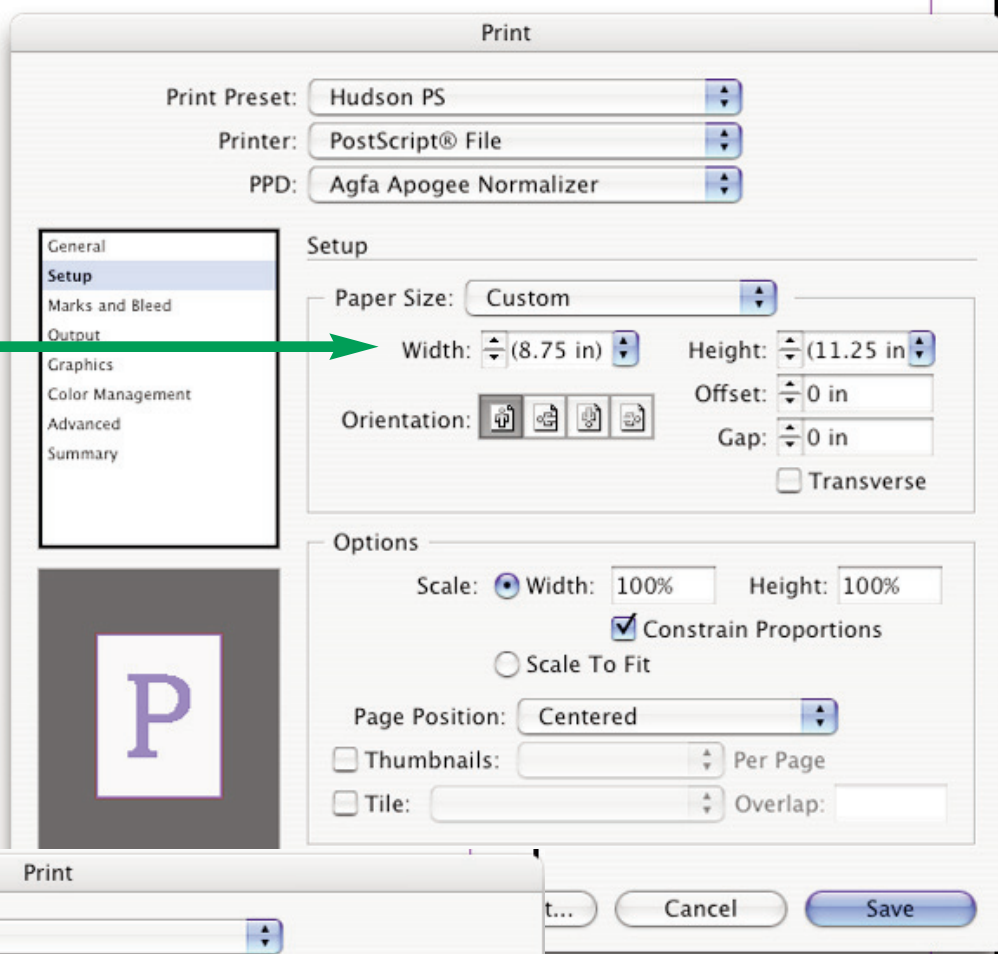 Print
Print Preset: Hudson PS
Printer: PostScript® File
PPD: Agfa Apogee Normalizer
General
Setup
Marks and Bleed
Output
Graphics
Color Management
Advanced
Summary
Setup
Paper Size: Custom
Width: (8.75 in) Height: (11.25 in
Orientation: Offset: 0 in
Gap: 0 in
Transverse
Options
Scale: Width: 100% Height: 100%
Constrain Proportions
Scale To Fit
Page Position: Centered
Thumbnails: Per Page
Tile: Overlap:
P
Print
t... Cancel Save